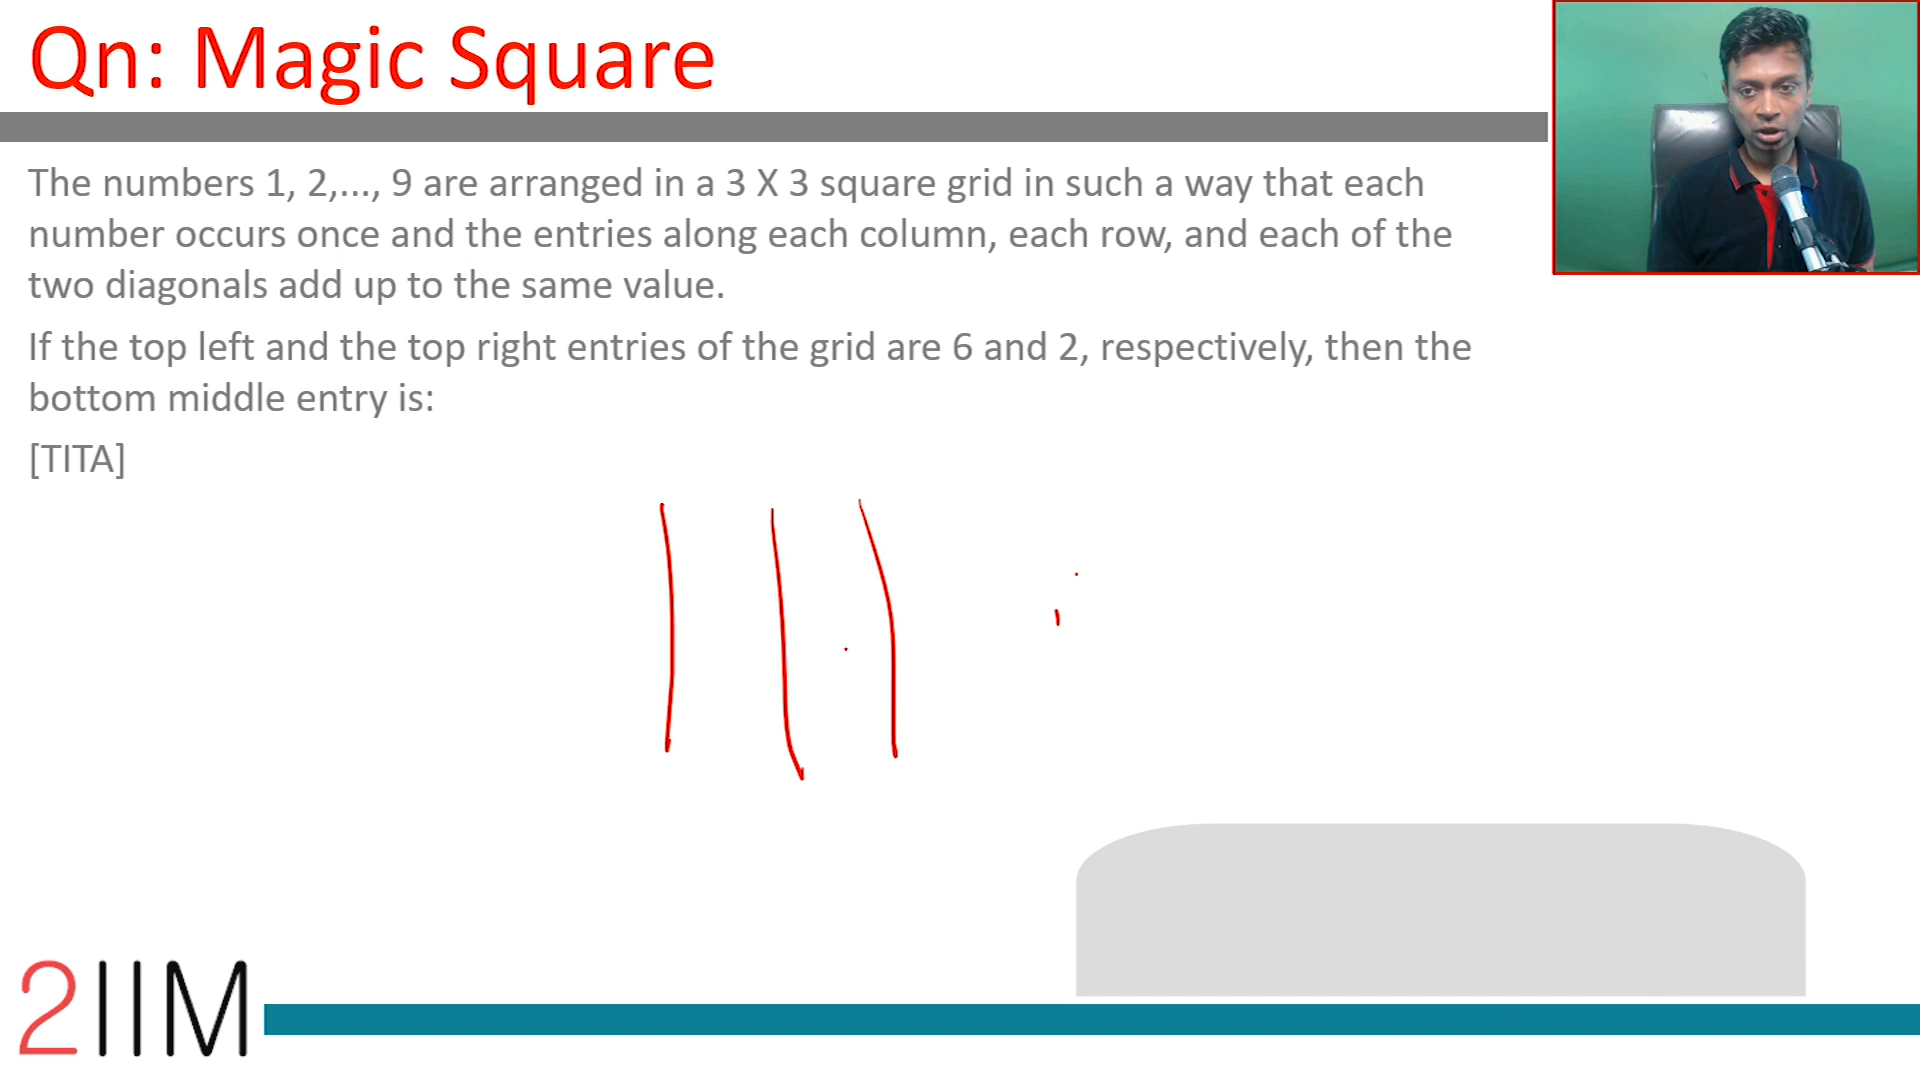 Qn: Magic Square
The numbers 1, 2,..., 9 are arranged in a 3 X 3 square grid in such a way that each
number occurs once and the entries along each column, each row, and each of the
two diagonals add up to the same value.
If the top left and the top right entries of the grid are 6 and 2, respectively, then the
bottom middle entry is:
[TITA]
2IIM